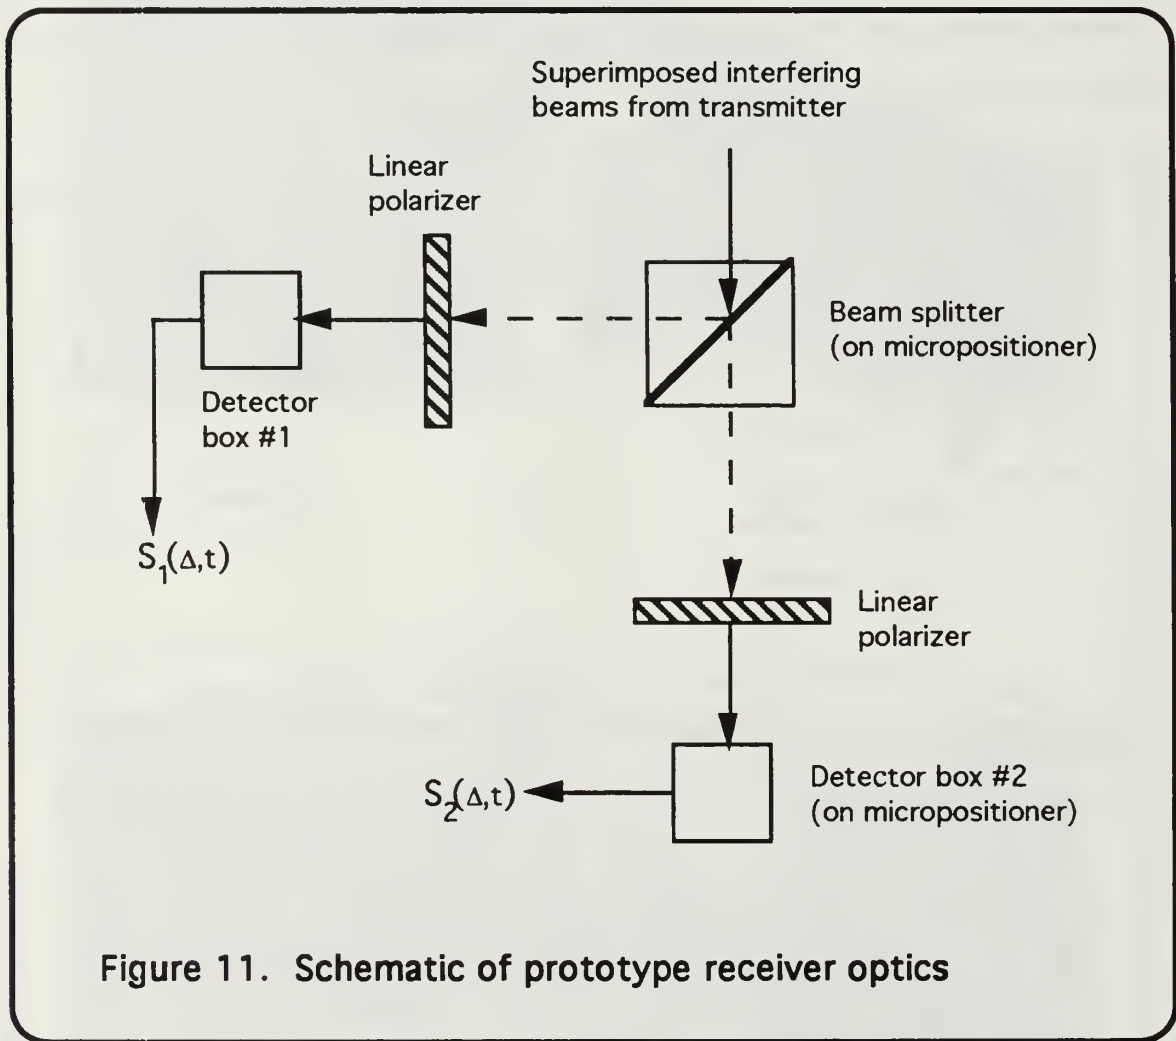 Superimposed interfering
beams from transmitter
Linear
polarizer
Beam splitter
(on micropositioner)
Detector
box #1
S₁(Δ,t)
Linear
polarizer
S₂(Δ,t)
Detector box #2
(on micropositioner)
Figure 11. Schematic of prototype receiver optics